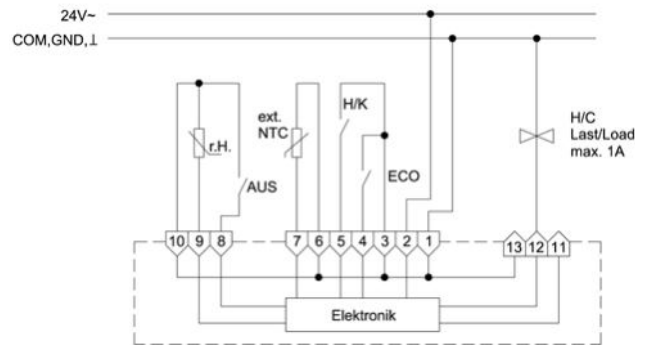 24V~
COM,GND,⊥
H/K
ext.
NTC
r.H.
AUS
ECO
H/C
Last/Load
max. 1A
10 9 8 7 6 5 4 3 2 1 13 12 11
Elektronik